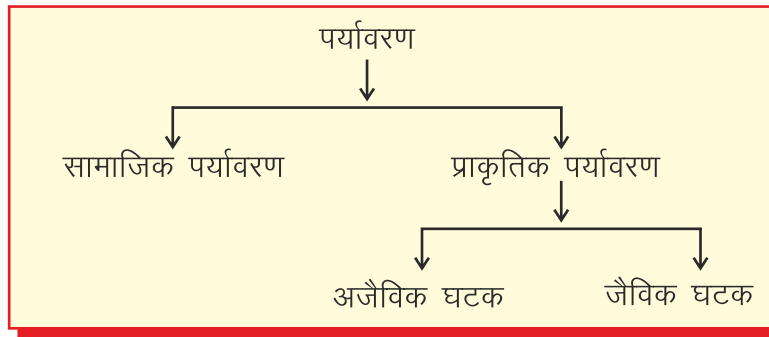 पर्यावरण
सामाजिक पर्यावरण
प्राकृतिक पर्यावरण
अजैविक घटक
जैविक घटक